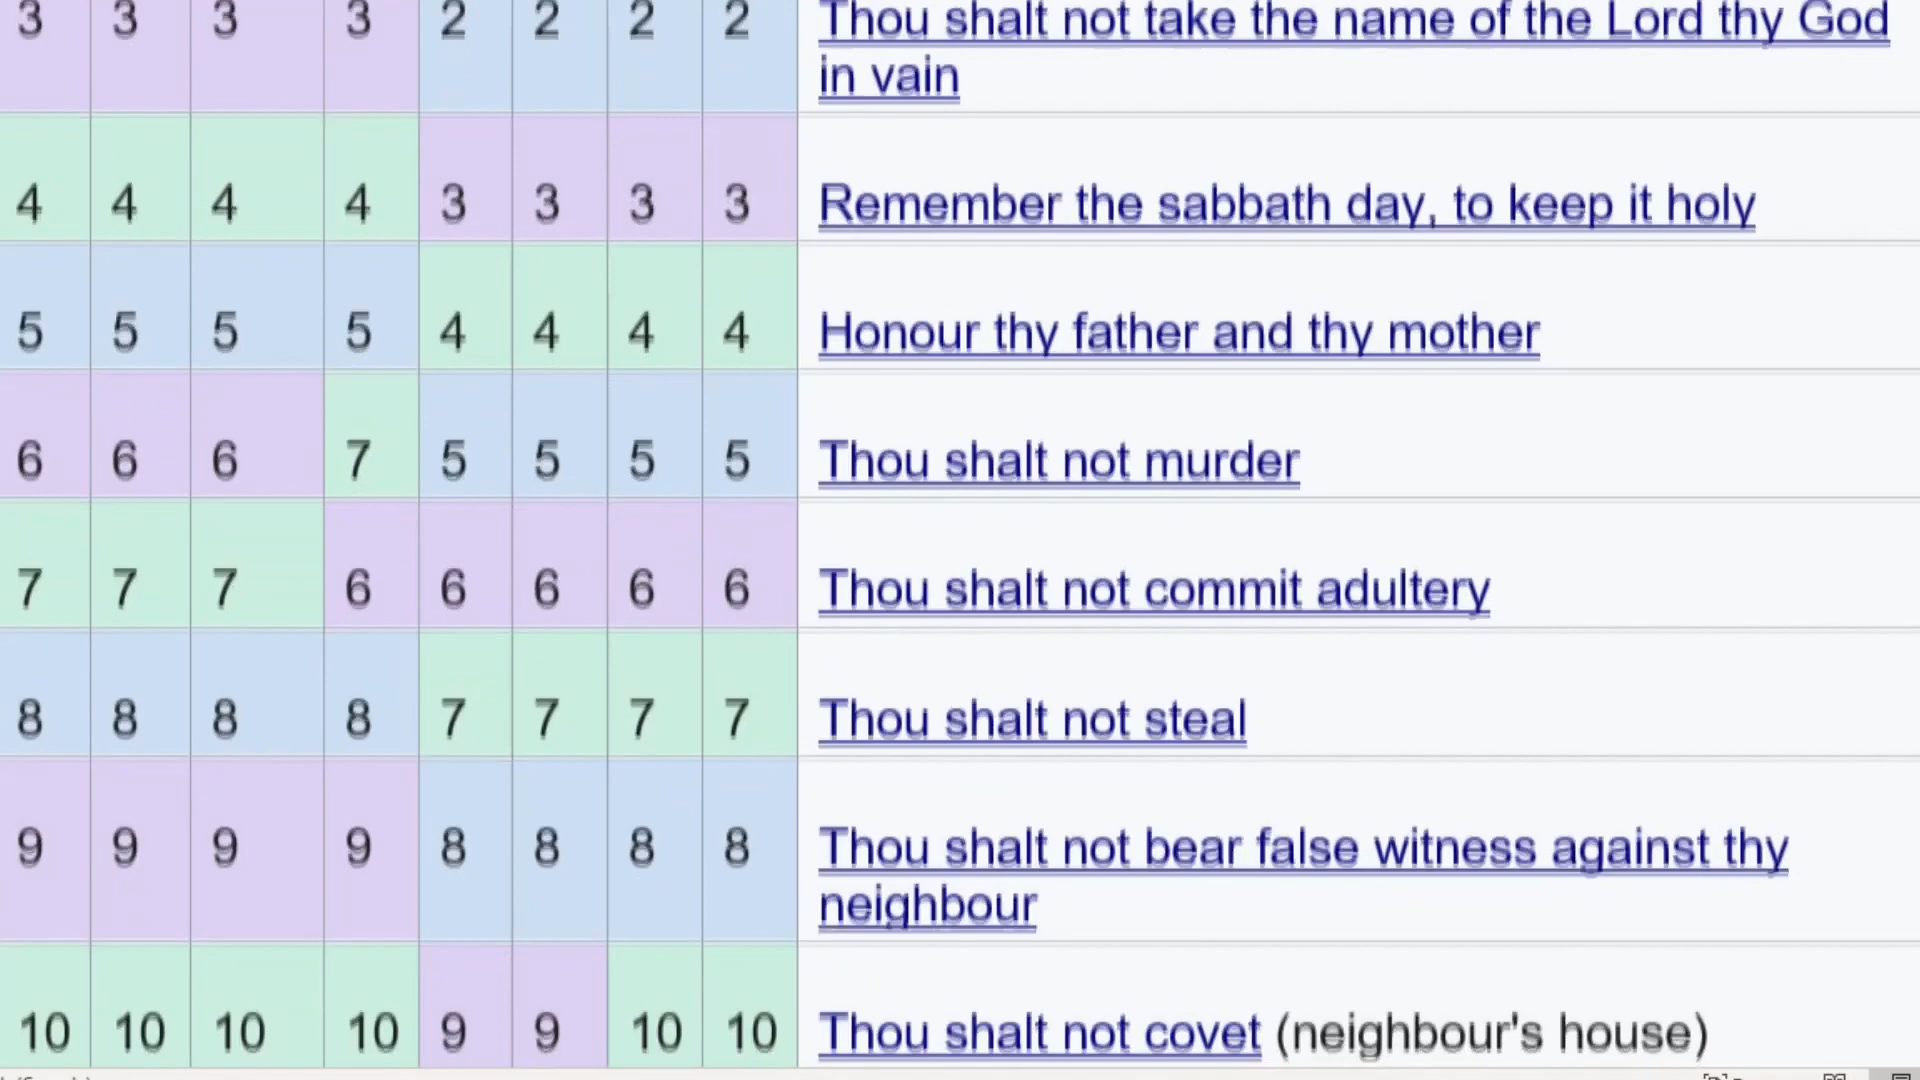 3 3 3 3 2 2 2 2 Thou shalt not take the name of the Lord thy God
in vain
4 4 4 4 3 3 3 3 Remember the sabbath day, to keep it holy
5 5 5 5 4 4 4 4 Honour thy father and thy mother
6 6 6 7 5 5 5 5 Thou shalt not murder
7 7 7 6 6 6 6 6 Thou shalt not commit adultery
8 8 8 8 7 7 7 7 Thou shalt not steal
9 9 9 9 8 8 8 8 Thou shalt not bear false witness against thy
neighbour
10 10 10 10 9 9 10 10 Thou shalt not covet (neighbour's house)